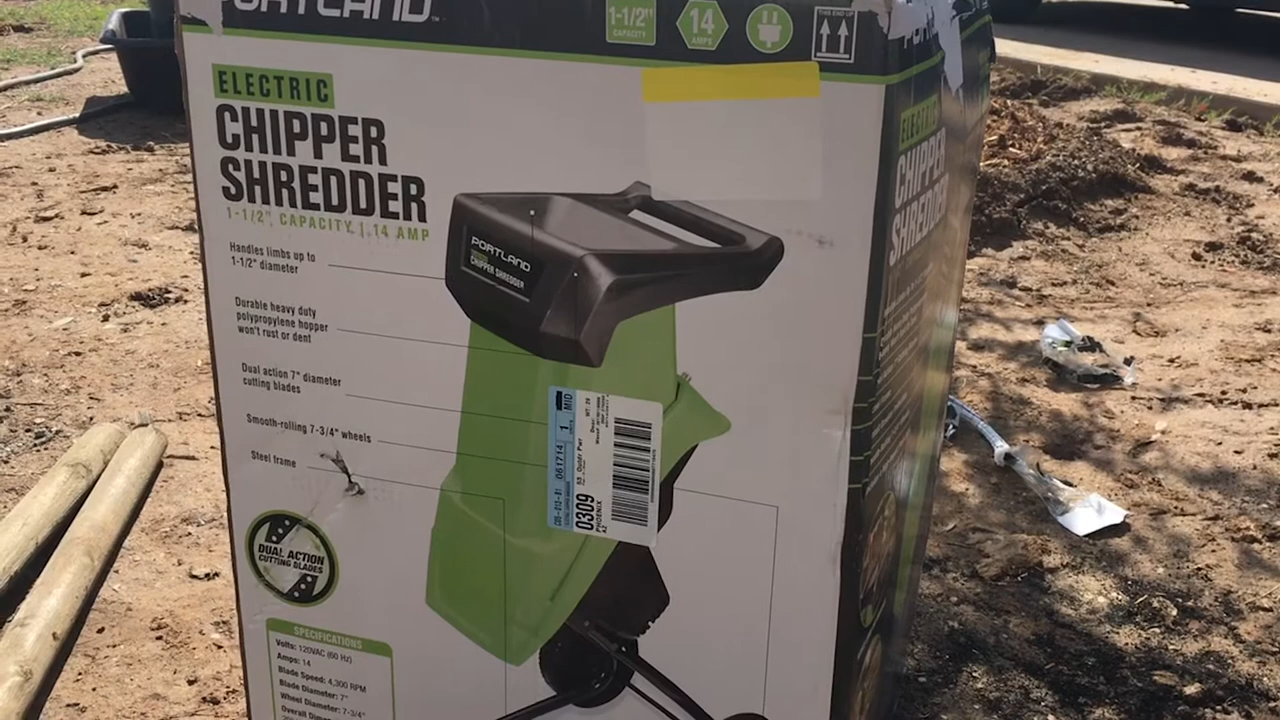 PORTLAND™
1-1/2"
CAPACITY
14
AMPS
THIS END UP
ELECTRIC
CHIPPER
SHREDDER
1-1/2" CAPACITY | 14 AMP
Handles limbs up to
1-1/2" diameter
Durable heavy duty
polypropylene hopper
won't rust or dent
Dual action 7" diameter
cutting blades
Smooth-rolling 7-3/4" wheels
Steel frame
PORTLAND
CHIPPER SHREDDER
MID
1
061714
0309
PHOENIX
AZ
DUAL ACTION
CUTTING BLADES
SPECIFICATIONS
Volts: 120VAC (60 Hz)
Amps: 14
Blade Speed: 4,300 RPM
Blade Diameter: 7"
Wheel Diameter: 7-3/4"
Overall
ELECTRIC
CHIPPER
SHREDDER